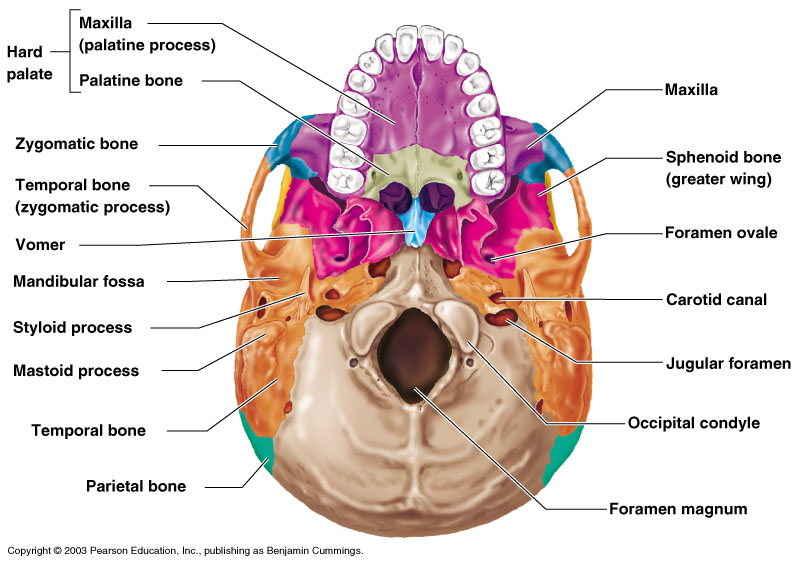 Hard
palate
Maxilla
(palatine process)
Palatine bone
Zygomatic bone
Temporal bone
(zygomatic process)
Vomer
Mandibular fossa
Styloid process
Mastoid process
Temporal bone
Parietal bone
Maxilla
Sphenoid bone
(greater wing)
Foramen ovale
Carotid canal
Jugular foramen
Occipital condyle
Foramen magnum
Copyright © 2003 Pearson Education, Inc., publishing as Benjamin Cummings.